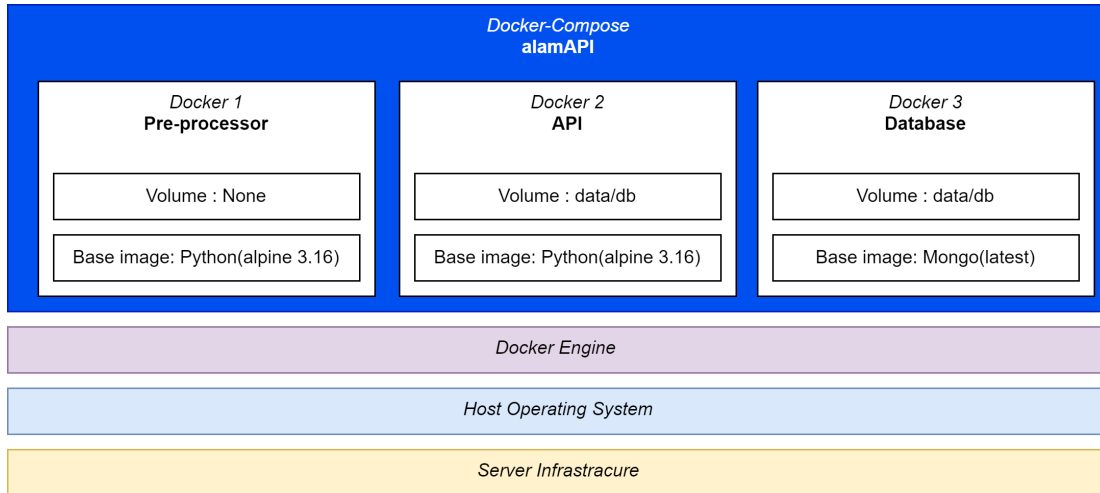 Docker-Compose
alamAPI
Docker 1
Pre-processor
Volume : None
Base image: Python(alpine 3.16)
Docker 2
API
Volume : data/db
Base image: Python(alpine 3.16)
Docker 3
Database
Volume : data/db
Base image: Mongo(latest)
Docker Engine
Host Operating System
Server Infrastracure